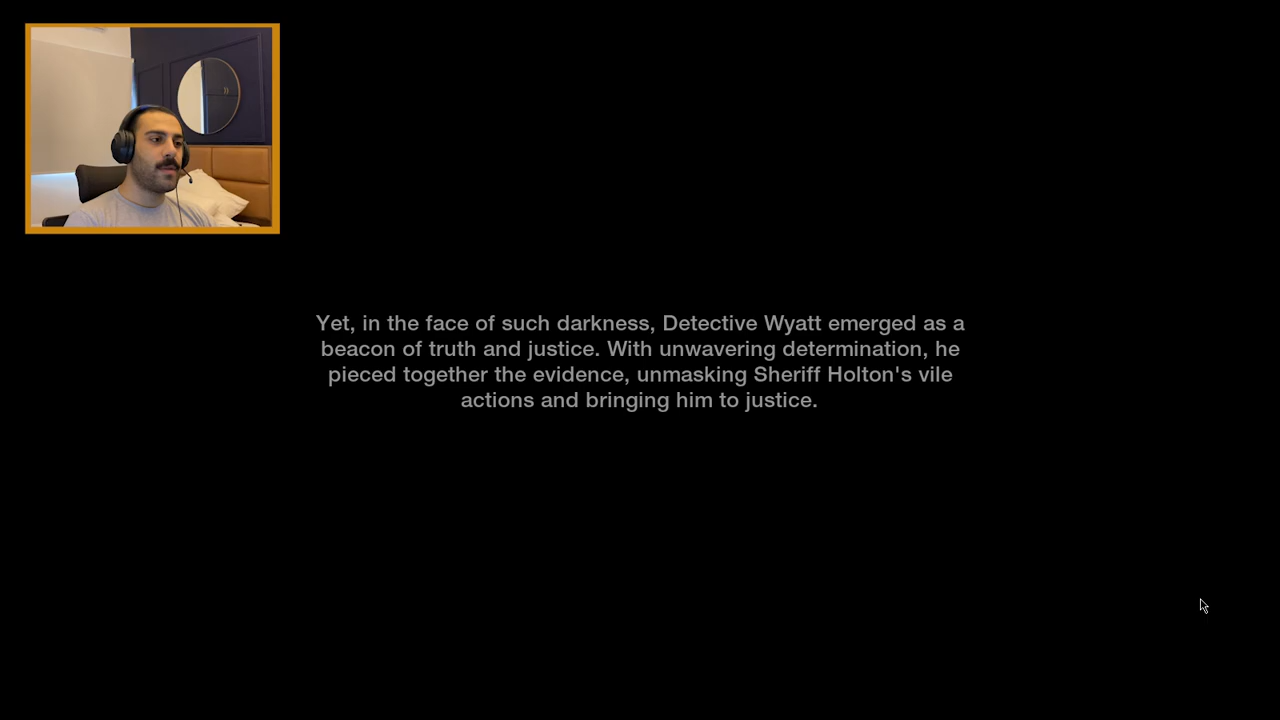 Yet, in the face of such darkness, Detective Wyatt emerged as a
beacon of truth and justice. With unwavering determination, he
pieced together the evidence, unmasking Sheriff Holton's vile
actions and bringing him to justice.